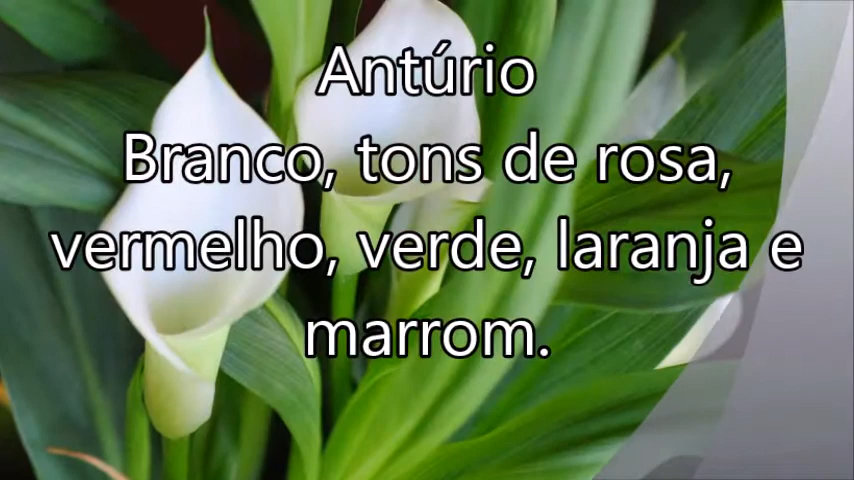 Antúrio
Branco, tons de rosa,
vermelho, verde, laranja e
marrom.